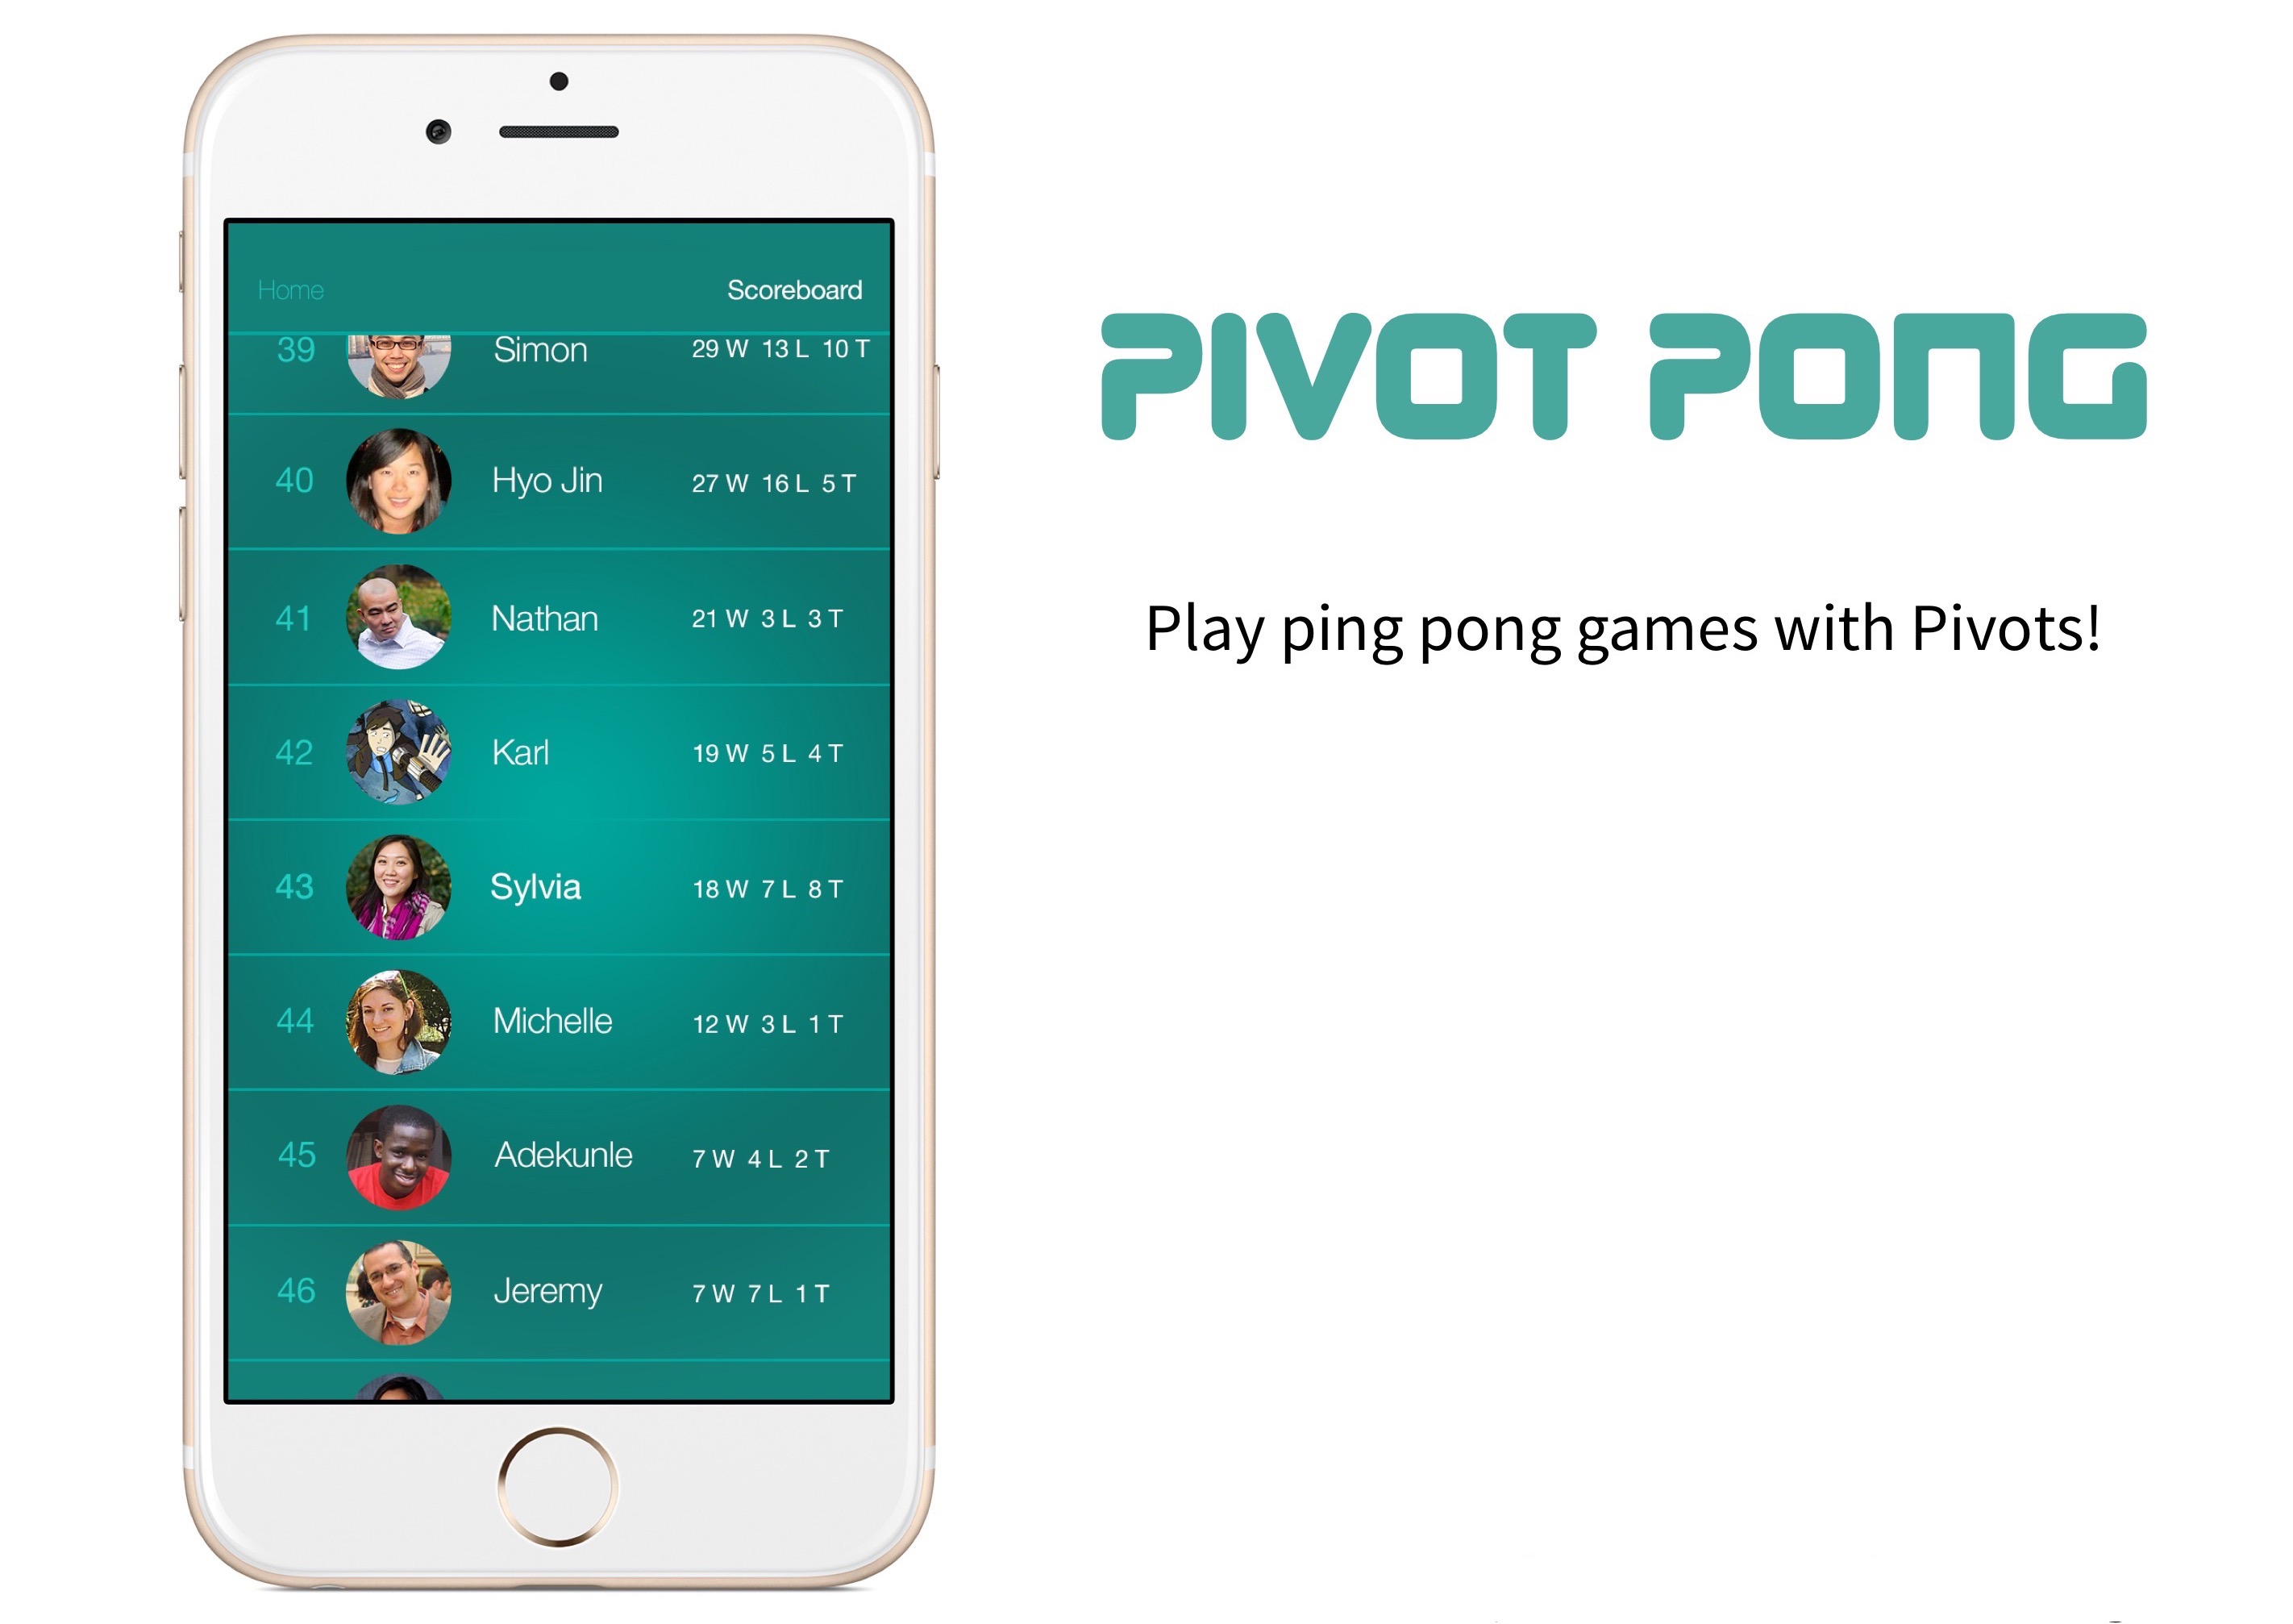 Home Scoreboard
39 Simon 29 W 13 L 10 T
40 Hyo Jin 27 W 16 L 5 T
41 Nathan 21 W 3 L 3 T
42 Karl 19 W 5 L 4 T
43 Sylvia 18 W 7 L 8 T
44 Michelle 12 W 3 L 1 T
45 Adekunle 7 W 4 L 2 T
46 Jeremy 7 W 7 L 1 T
PIVOT PONG
Play ping pong games with Pivots!